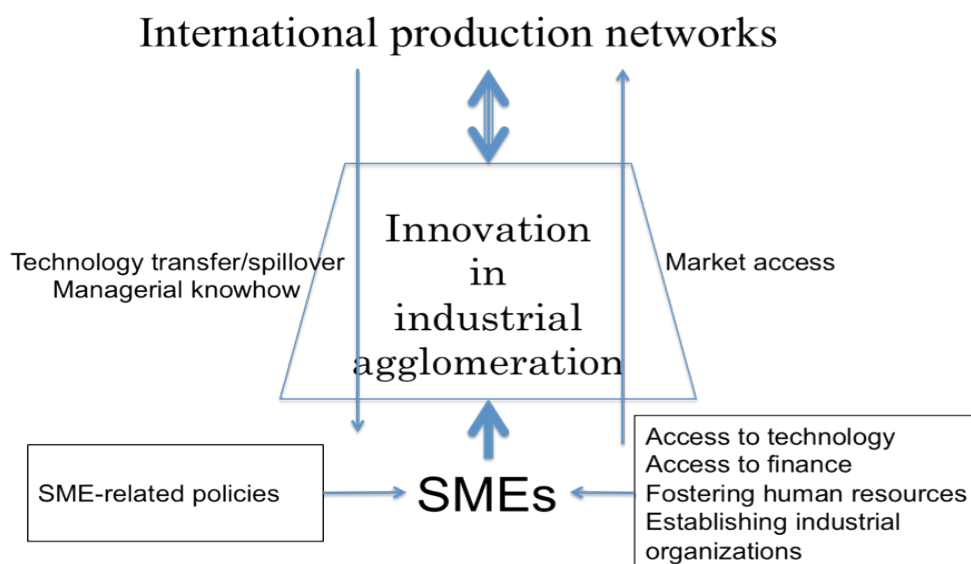 International production networks
Technology transfer/spillover
Managerial knowhow
Innovation
in
industrial
agglomeration
Market access
SME-related policies
SMEs
Access to technology
Access to finance
Fostering human resources
Establishing industrial
organizations